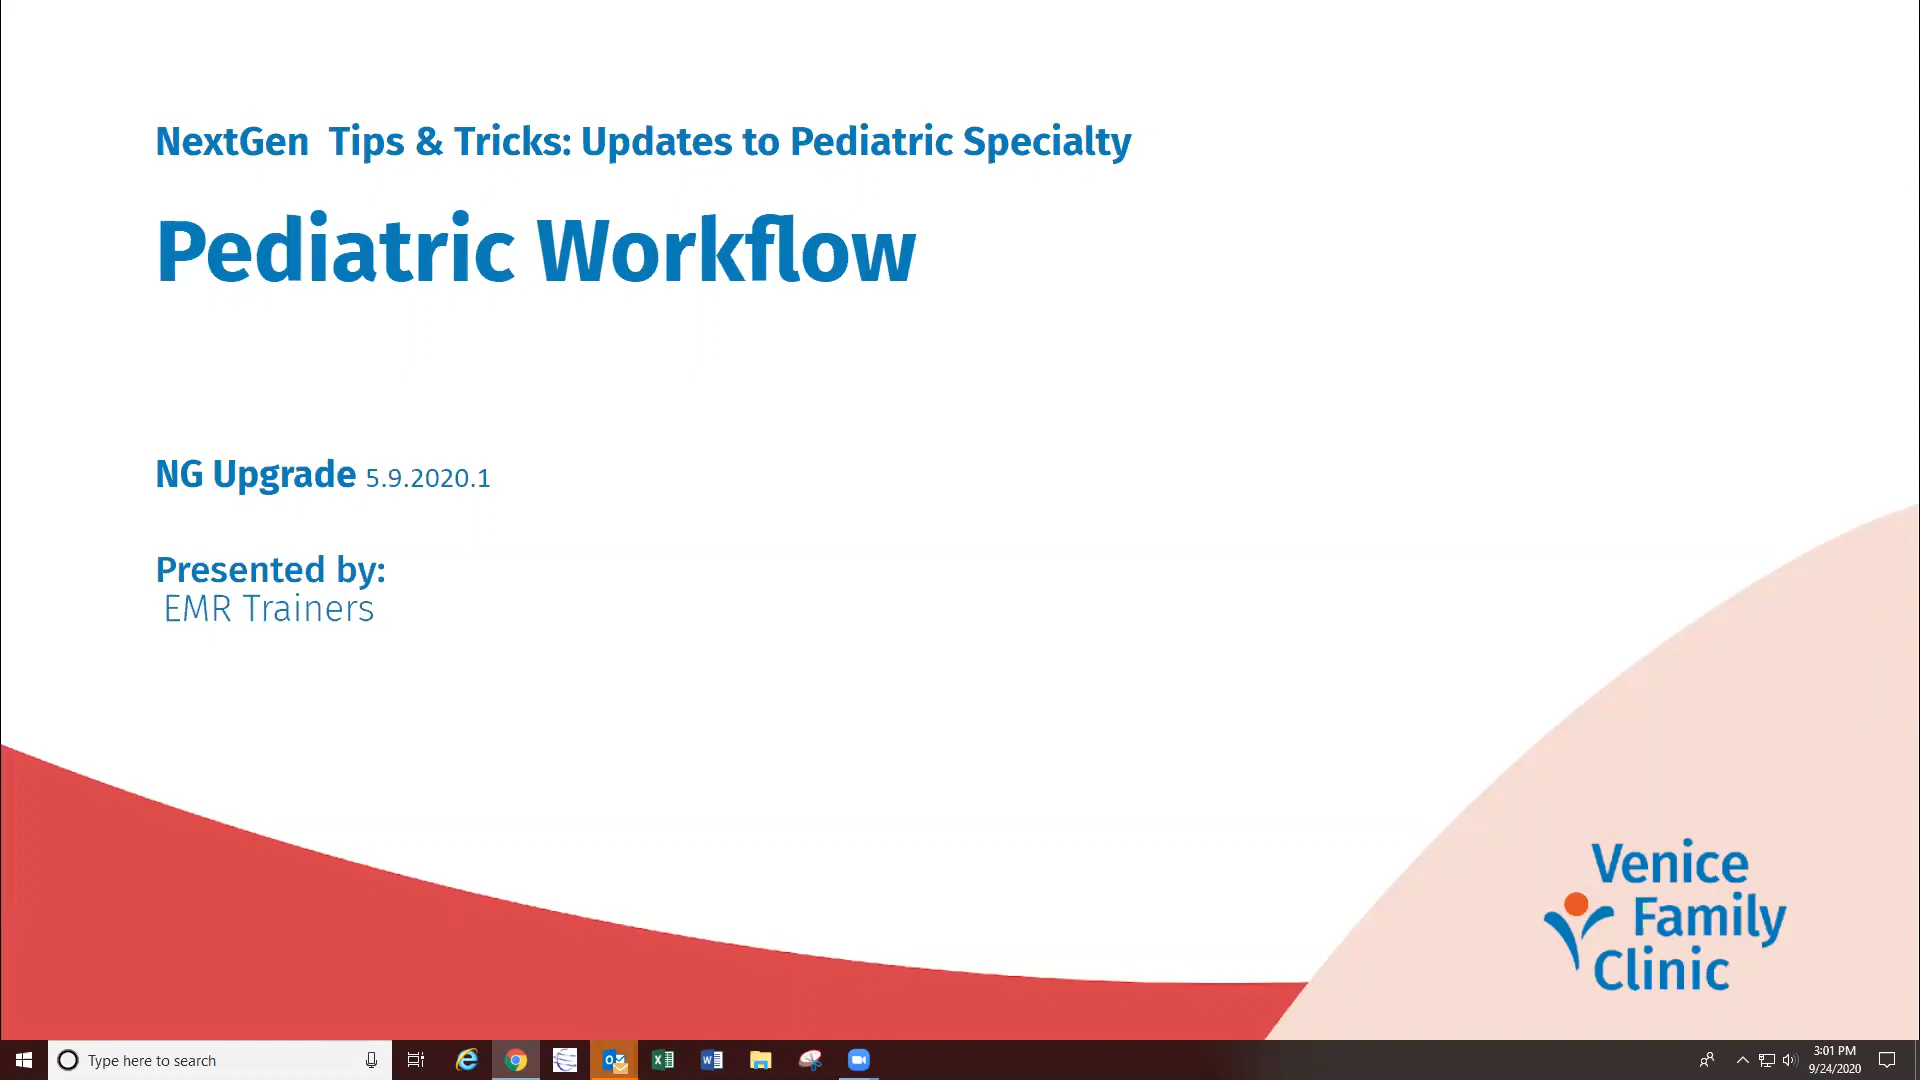 NextGen  Tips & Tricks: Updates to Pediatric Specialty
Pediatric Workflow
NG Upgrade 5.9.2020.1
Presented by:
EMR Trainers
Venice
Family
Clinic
Type here to search
3:01 PM
9/24/2020